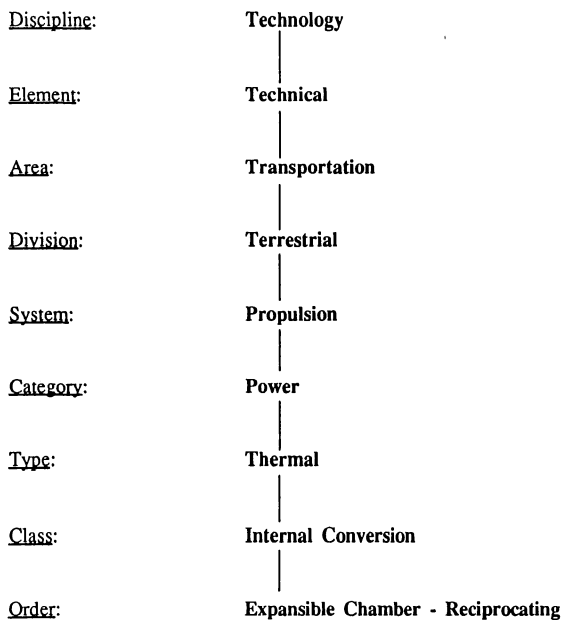 Discipline: Technology
Element: Technical
Area: Transportation
Division: Terrestrial
System: Propulsion
Category: Power
Type: Thermal
Class: Internal Conversion
Order: Expansible Chamber - Reciprocating